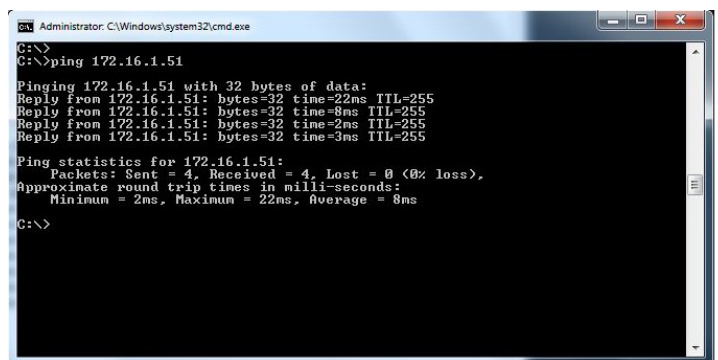 Administrator: C:\Windows\system32\cmd.exe
C:\>
C:\>ping 172.16.1.51
Pinging 172.16.1.51 with 32 bytes of data:
Reply from 172.16.1.51: bytes=32 time=22ms TTL=255
Reply from 172.16.1.51: bytes=32 time=8ms TTL=255
Reply from 172.16.1.51: bytes=32 time=2ms TTL=255
Reply from 172.16.1.51: bytes=32 time=3ms TTL=255
Ping statistics for 172.16.1.51:
Packets: Sent = 4, Received = 4, Lost = 0 (0% loss),
Approximate round trip times in milli-seconds:
Minimum = 2ms, Maximum = 22ms, Average = 8ms
C:\>